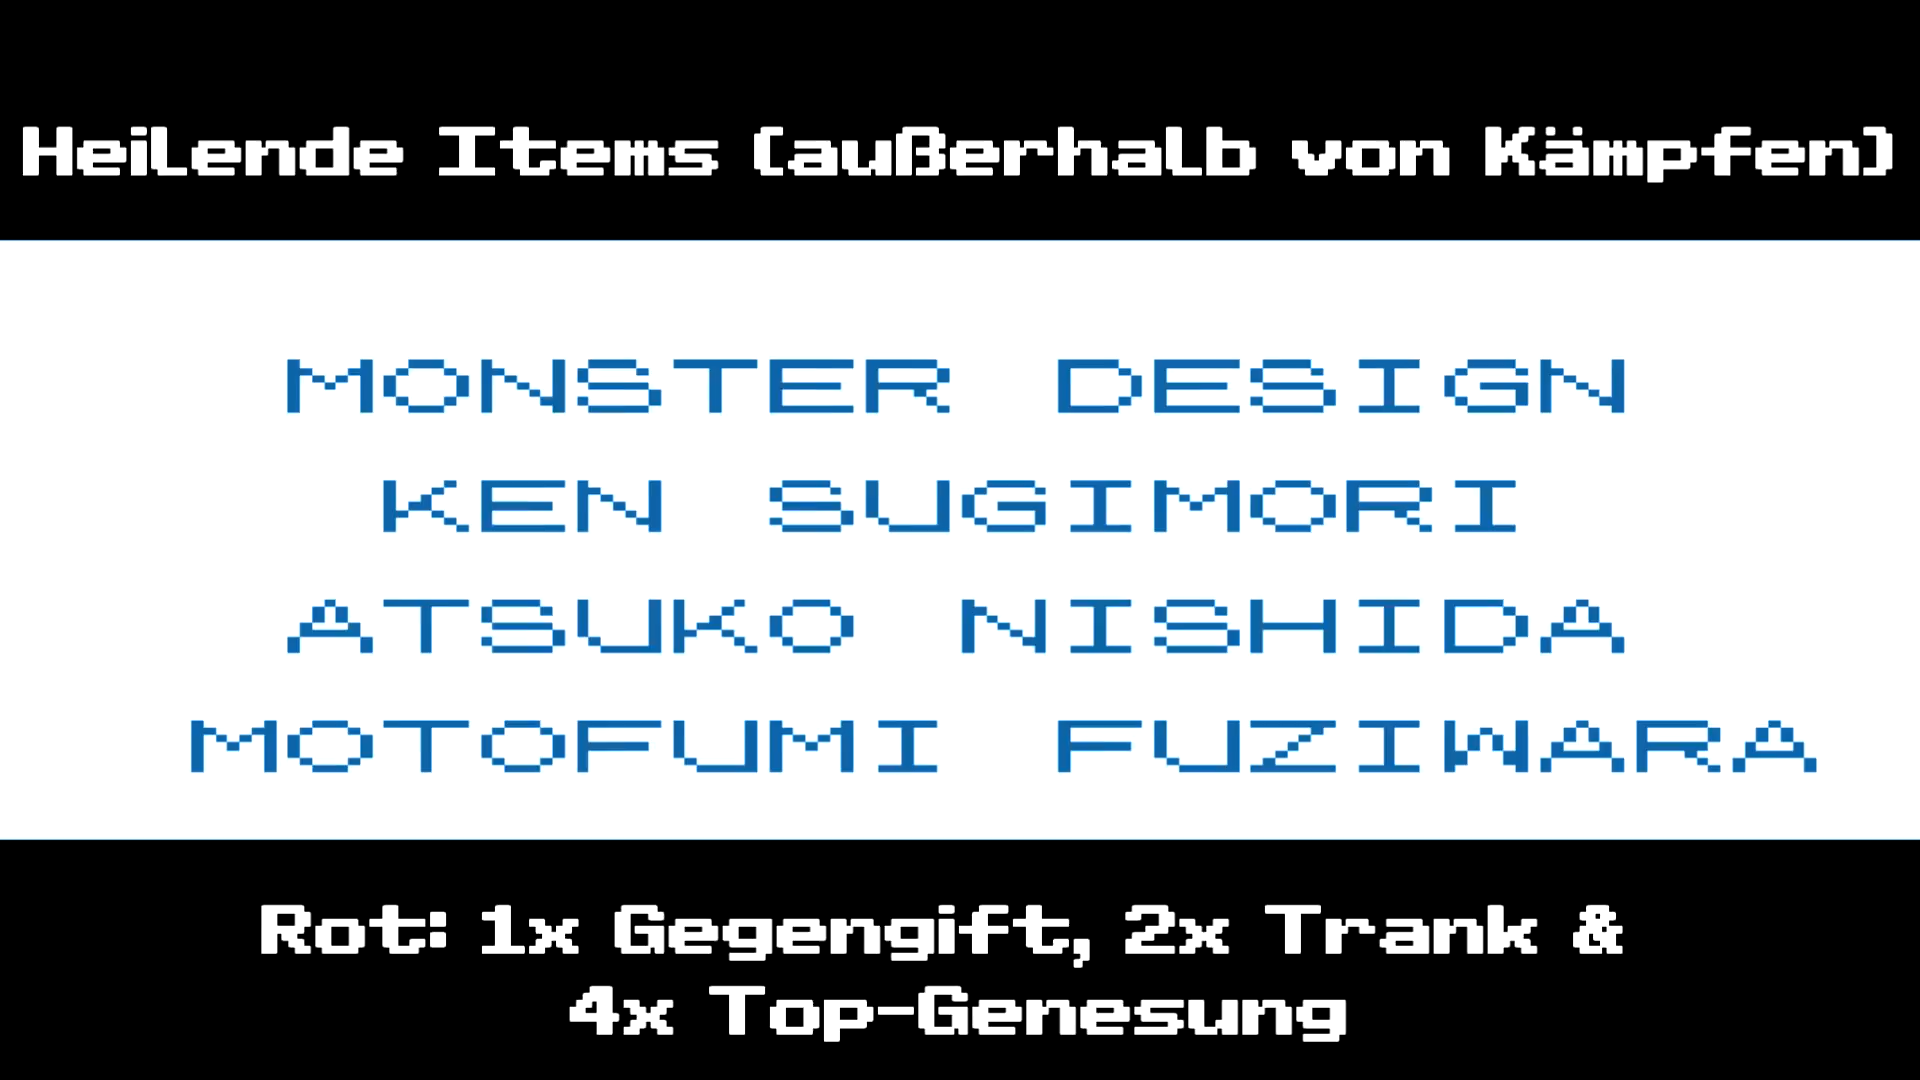 Heilende Items (außerhalb von Kämpfen)
MONSTER DESIGN
KEN SUGIMORI
ATSUKO NISHIDA
MOTOFUMI FUZIWARA
Rot: 1x Gegengift, 2x Trank &
4x Top-Genesung